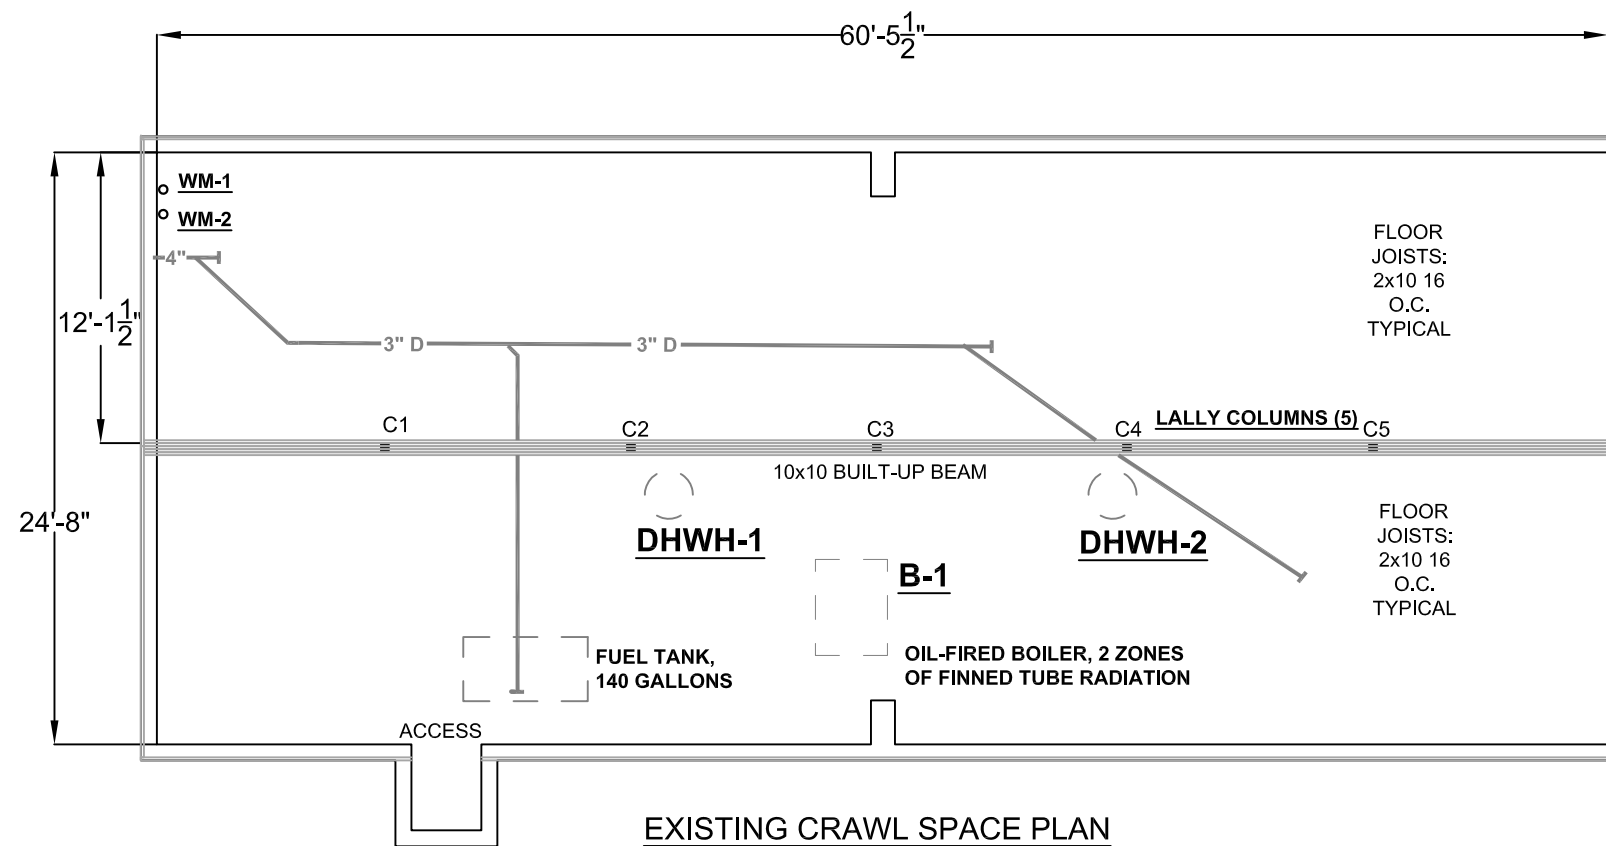 60'-5 1/2"
WM-1
WM-2
4"
FLOOR
JOISTS:
2x10 16
O.C.
TYPICAL
12'-1 1/2"
3" D
3" D
C1
C2
C3
C4
LALLY COLUMNS (5)
C5
10x10 BUILT-UP BEAM
24'-8"
DHWH-1
DHWH-2
FLOOR
JOISTS:
2x10 16
O.C.
TYPICAL
B-1
FUEL TANK,
140 GALLONS
OIL-FIRED BOILER, 2 ZONES
OF FINNED TUBE RADIATION
ACCESS
EXISTING CRAWL SPACE PLAN